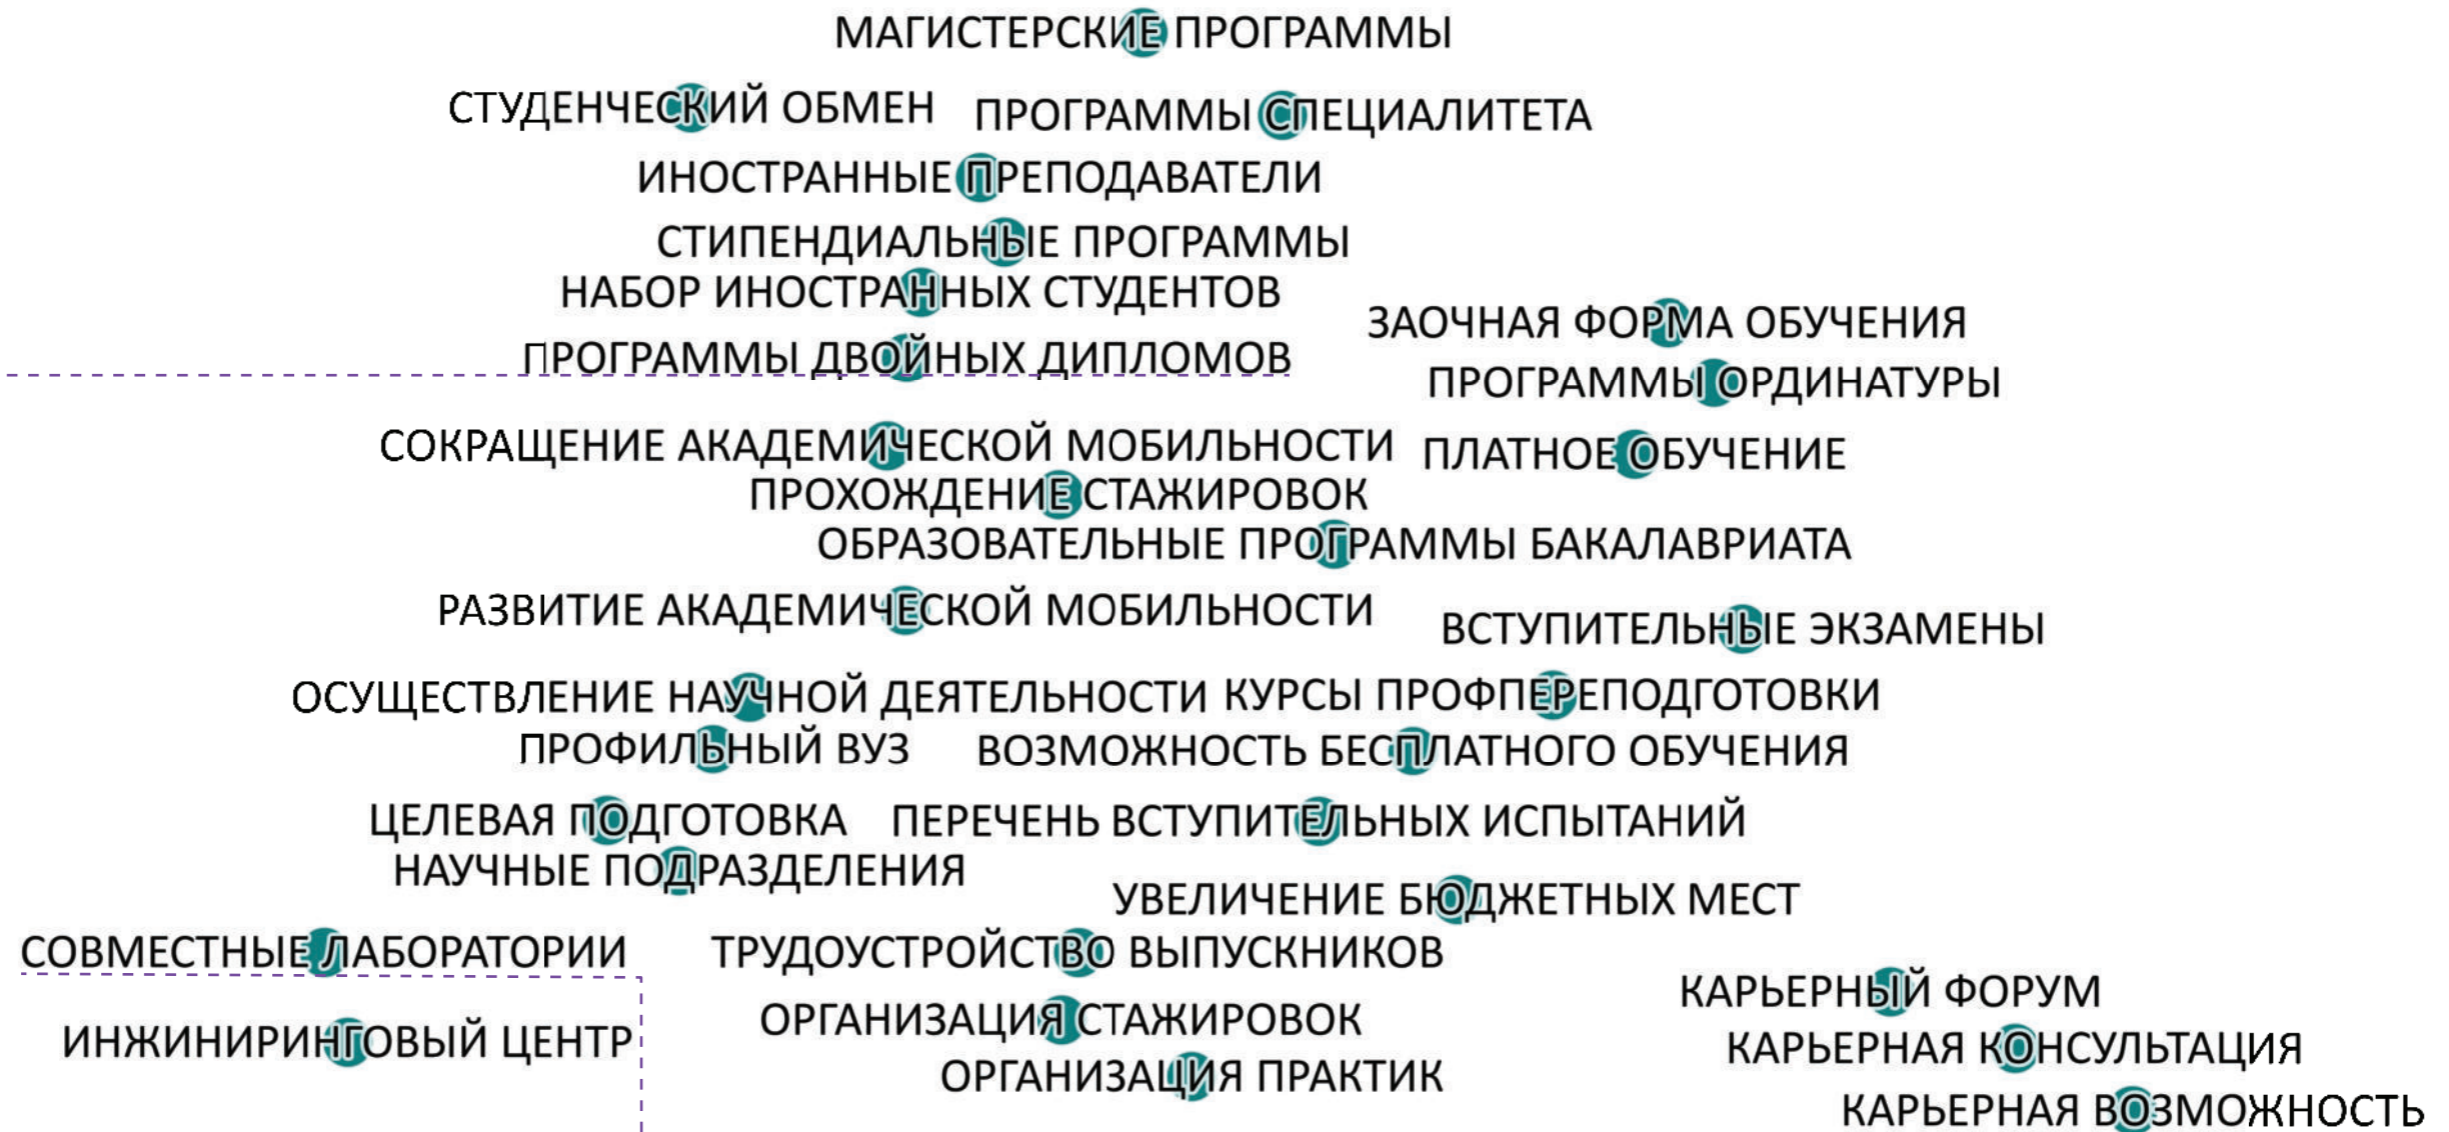 МАГИСТЕРСКИЕ ПРОГРАММЫ
СТУДЕНЧЕСКИЙ ОБМЕН
ПРОГРАММЫ СПЕЦИАЛИТЕТА
ИНОСТРАННЫЕ ПРЕПОДАВАТЕЛИ
СТИПЕНДИАЛЬНЫЕ ПРОГРАММЫ
НАБОР ИНОСТРАННЫХ СТУДЕНТОВ
ЗАОЧНАЯ ФОРМА ОБУЧЕНИЯ
ПРОГРАММЫ ДВОЙНЫХ ДИПЛОМОВ
ПРОГРАММЫ ОРДИНАТУРЫ
СОКРАЩЕНИЕ АКАДЕМИЧЕСКОЙ МОБИЛЬНОСТИ
ПЛАТНОЕ ОБУЧЕНИЕ
ПРОХОЖДЕНИЕ СТАЖИРОВОК
ОБРАЗОВАТЕЛЬНЫЕ ПРОГРАММЫ БАКАЛАВРИАТА
РАЗВИТИЕ АКАДЕМИЧЕСКОЙ МОБИЛЬНОСТИ
ВСТУПИТЕЛЬНЫЕ ЭКЗАМЕНЫ
ОСУЩЕСТВЛЕНИЕ НАУЧНОЙ ДЕЯТЕЛЬНОСТИ
КУРСЫ ПРОФПЕРЕПОДГОТОВКИ
ПРОФИЛЬНЫЙ ВУЗ
ВОЗМОЖНОСТЬ БЕСПЛАТНОГО ОБУЧЕНИЯ
ЦЕЛЕВАЯ ПОДГОТОВКА
ПЕРЕЧЕНЬ ВСТУПИТЕЛЬНЫХ ИСПЫТАНИЙ
НАУЧНЫЕ ПОДРАЗДЕЛЕНИЯ
УВЕЛИЧЕНИЕ БЮДЖЕТНЫХ МЕСТ
СОВМЕСТНЫЕ ЛАБОРАТОРИИ
ТРУДОУСТРОЙСТВО ВЫПУСКНИКОВ
КАРЬЕРНЫЙ ФОРУМ
ОРГАНИЗАЦИЯ СТАЖИРОВОК
ИНЖИНИРИНГОВЫЙ ЦЕНТР
КАРЬЕРНАЯ КОНСУЛЬТАЦИЯ
ОРГАНИЗАЦИЯ ПРАКТИК
КАРЬЕРНАЯ ВОЗМОЖНОСТЬ